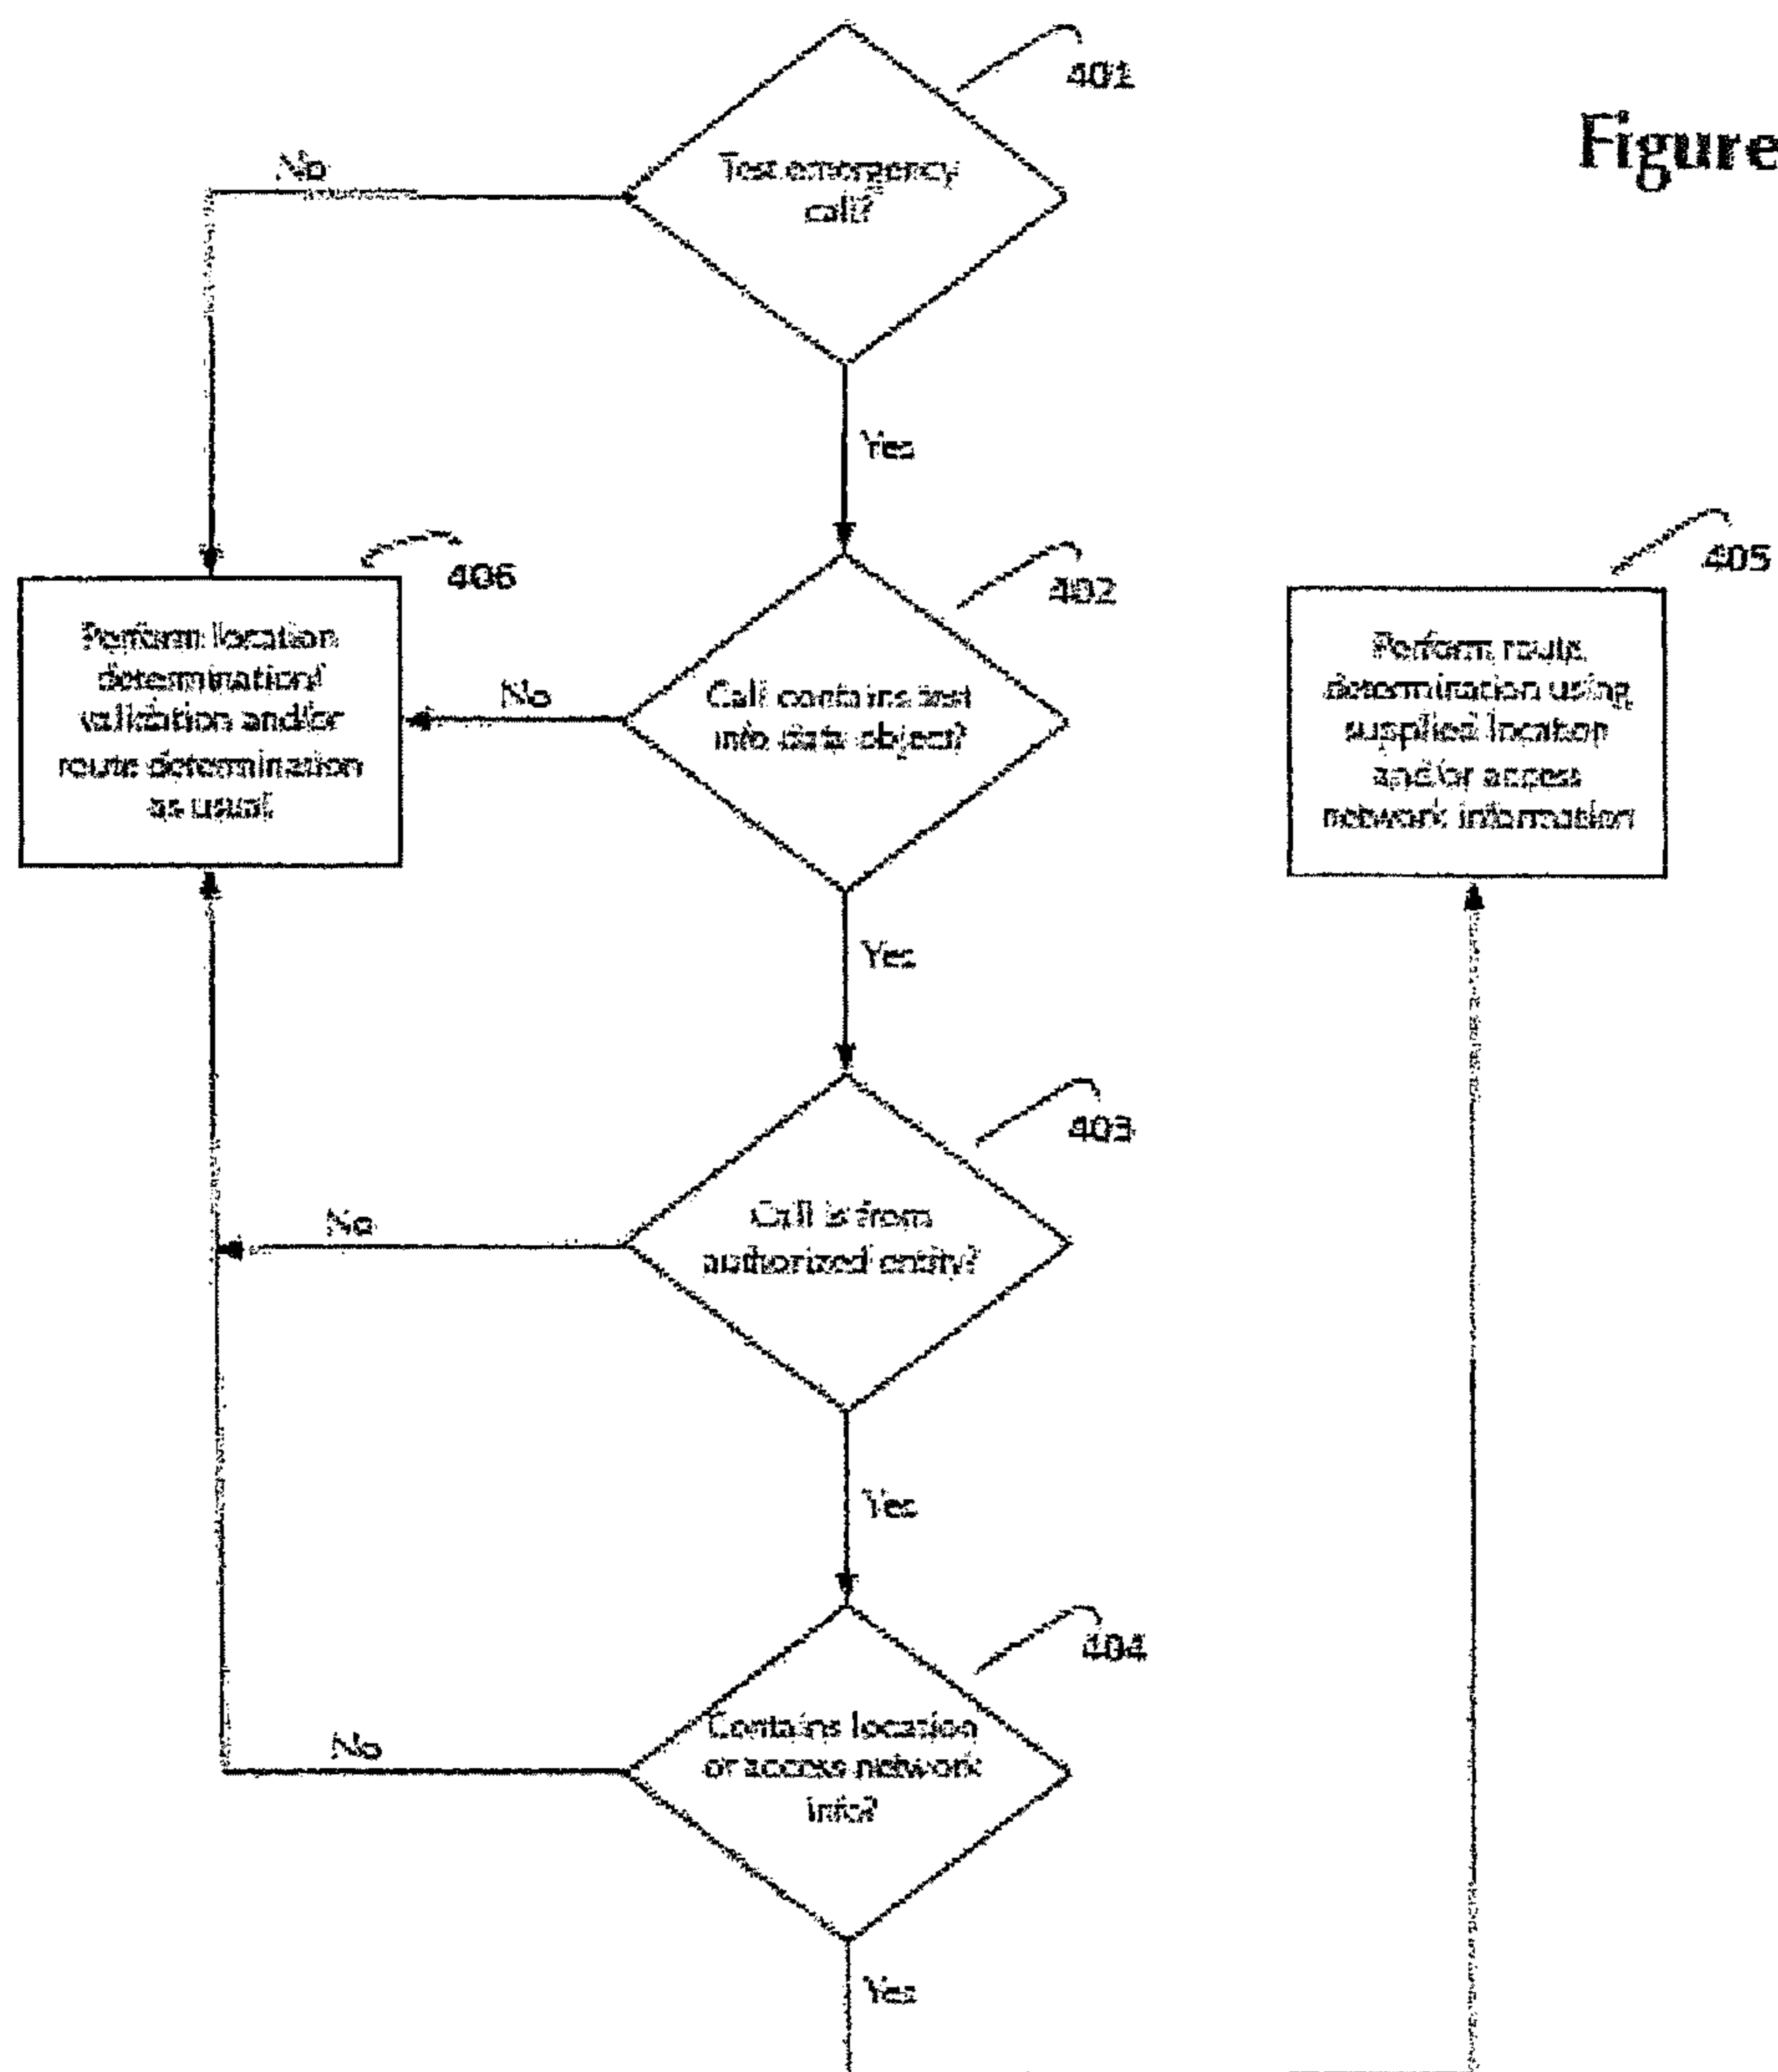 401
Figure
No
Test emergency
call?
Yes
406
402
405
Perform location
determination/
validation and/or
route determination
as usual
No
Call contains test
info data object?
Perform route
determination using
supplied location
and/or access
network information
Yes
403
No
Call is from
authorized entity?
Yes
404
No
Contains location
or access network
info?
Yes